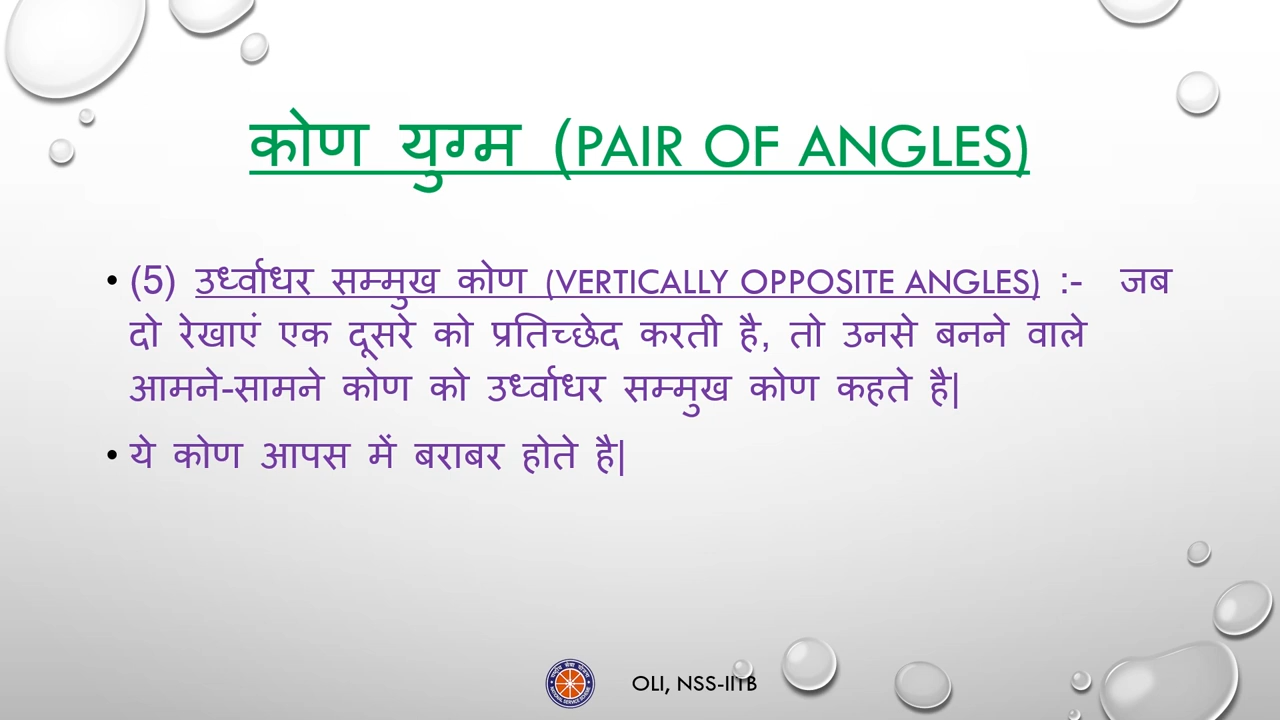 कोण युग्म (PAIR OF ANGLES)
• (5) उर्ध्वाधर सम्मुख कोण (VERTICALLY OPPOSITE ANGLES) :- जब
दो रेखाएं एक दूसरे को प्रतिच्छेद करती है, तो उनसे बनने वाले
आमने-सामने कोण को उर्ध्वाधर सम्मुख कोण कहते है|
• ये कोण आपस में बराबर होते है|
OLI, NSS-IITB